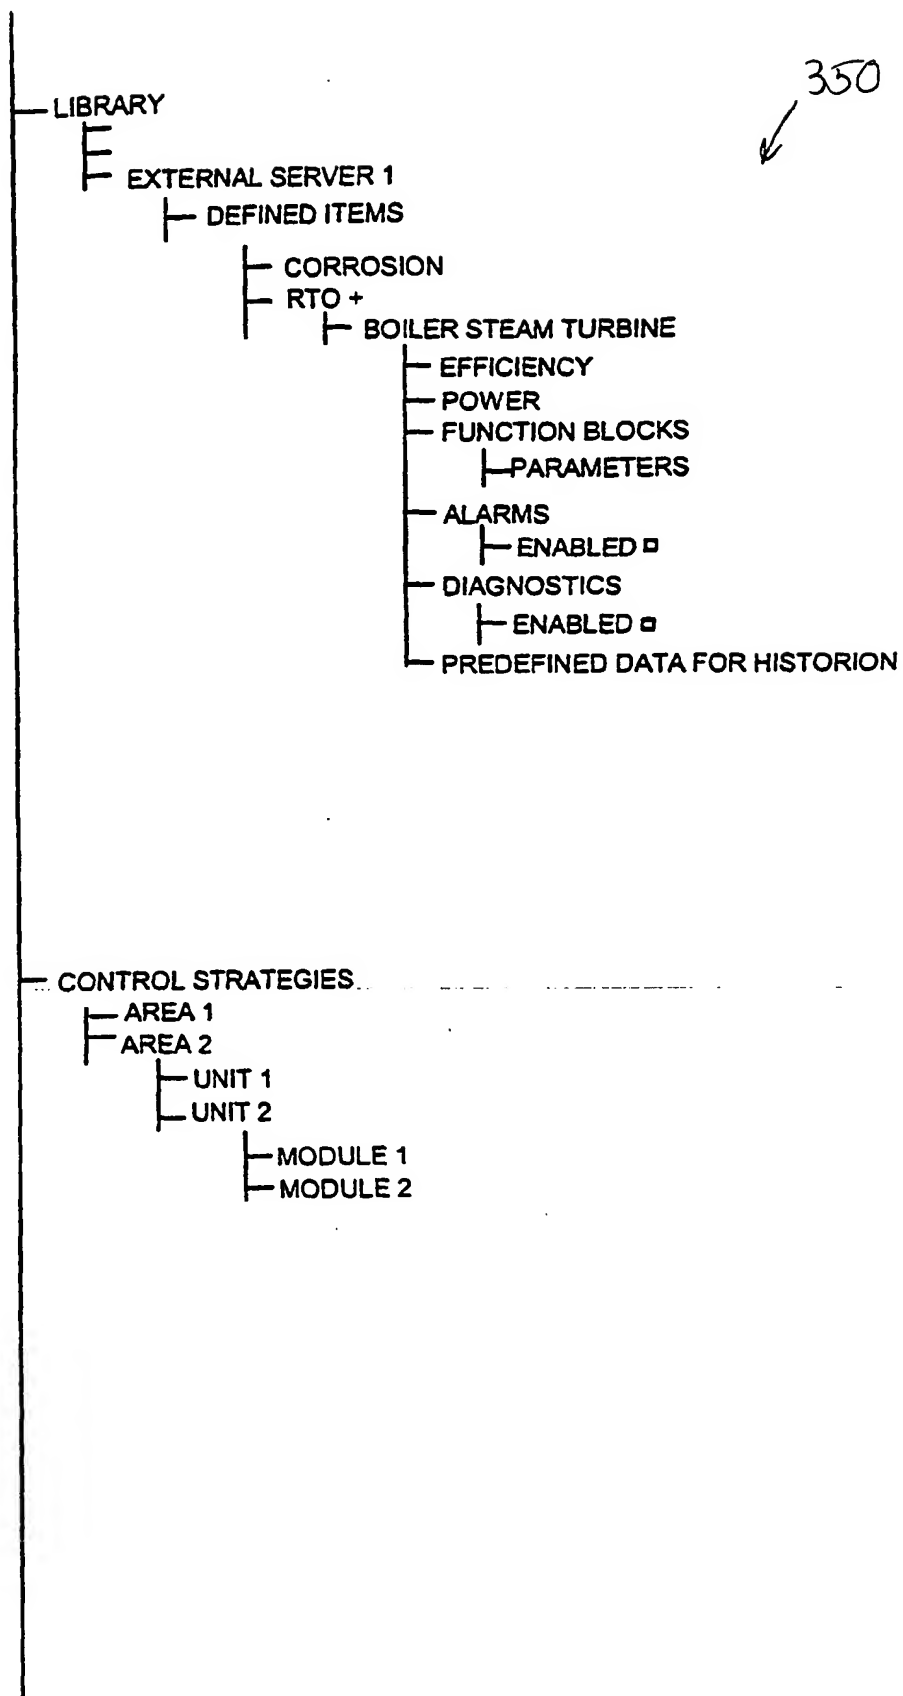 350
LIBRARY
EXTERNAL SERVER 1
DEFINED ITEMS
CORROSION
RTO +
BOILER STEAM TURBINE
EFFICIENCY
POWER
FUNCTION BLOCKS
PARAMETERS
ALARMS
ENABLED
DIAGNOSTICS
ENABLED
PREDEFINED DATA FOR HISTORION
CONTROL STRATEGIES
AREA 1
AREA 2
UNIT 1
UNIT 2
MODULE 1
MODULE 2